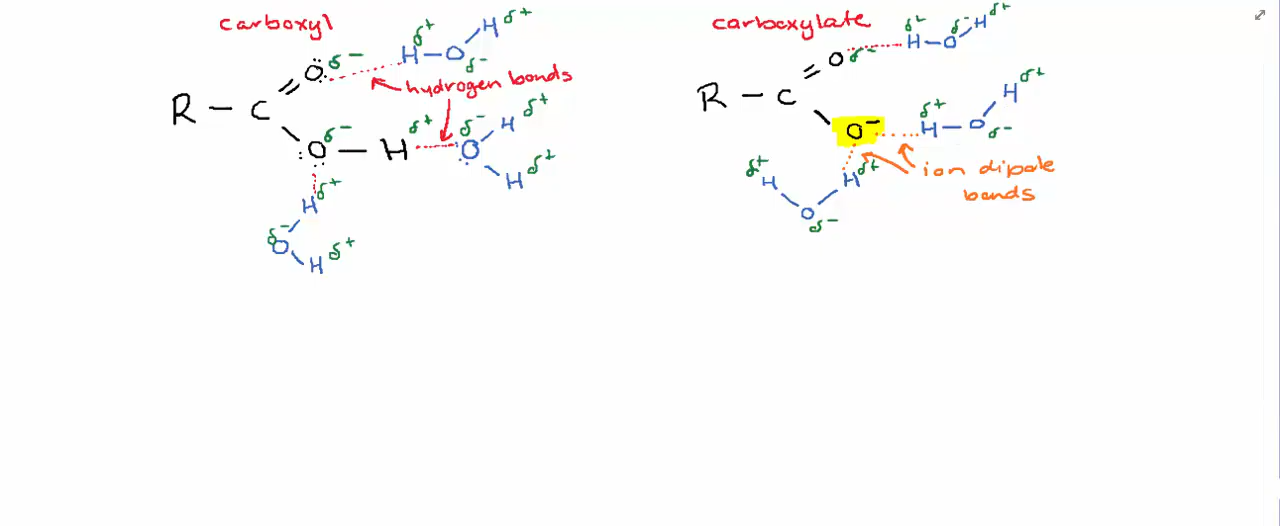 carboxyl
carboxylate
δ+ H δ+
H – O δ-
O δ-
hydrogen bonds
R – C
O δ- – H δ+
δ- O H δ+
H δ+
H δ+
δ- O
H δ+
δ+ H – O δ- H δ+
O δ-
R – C
O⁻
δ+ H – O δ- H δ+
ion dipole
bonds
δ+ H H δ+
O δ-